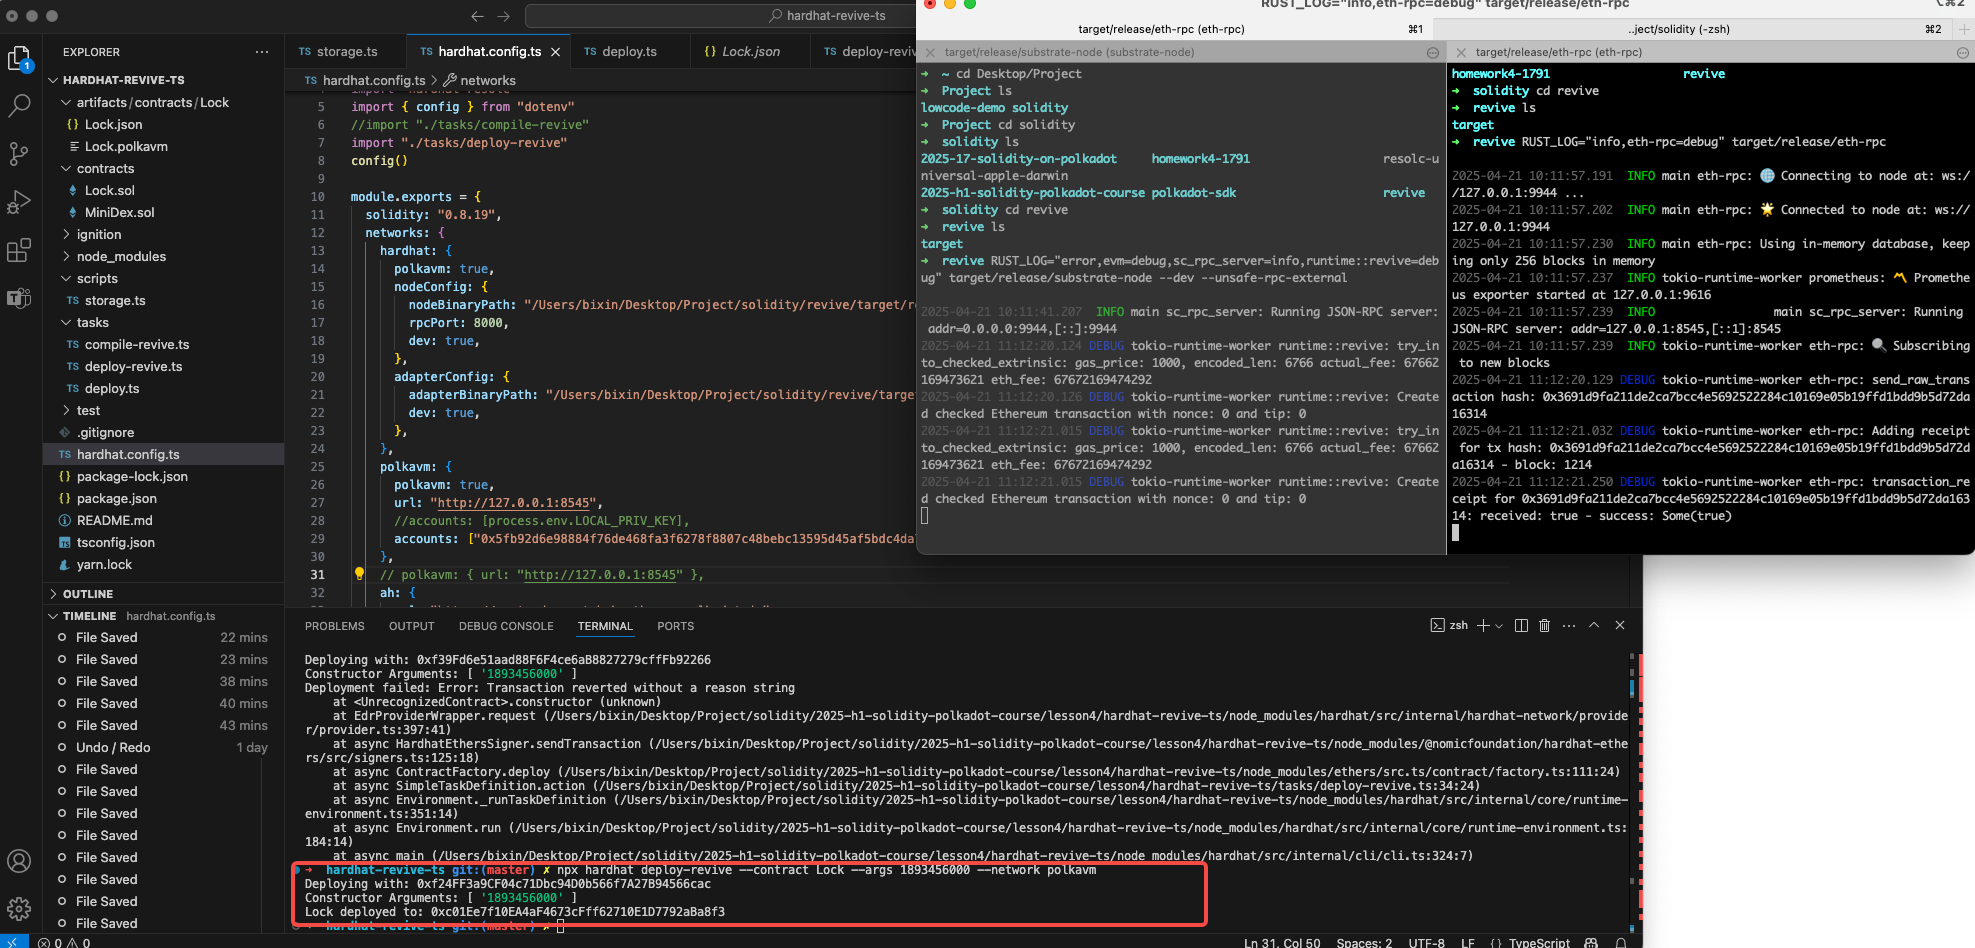 hardhat-revive-ts
EXPLORER
HARDHAT-REVIVE-TS
artifacts/contracts/Lock
Lock.json
Lock.polkavm
contracts
Lock.sol
MiniDex.sol
ignition
node_modules
scripts
storage.ts
tasks
compile-revive.ts
deploy-revive.ts
deploy.ts
test
.gitignore
hardhat.config.ts
package-lock.json
package.json
README.md
tsconfig.json
yarn.lock
OUTLINE
TIMELINE hardhat.config.ts
File Saved 22 mins
File Saved 23 mins
File Saved 38 mins
File Saved 40 mins
File Saved 43 mins
Undo / Redo 1 day
File Saved
File Saved
File Saved
File Saved
File Saved
File Saved
File Saved
File Saved
TS storage.ts TS hardhat.config.ts TS deploy.ts {} Lock.json TS deploy-reviv
TS hardhat.config.ts > networks
5 import { config } from "dotenv"
6 //import "./tasks/compile-revive"
7 import "./tasks/deploy-revive"
8 config()
9
10 module.exports = {
11 solidity: "0.8.19",
12 networks: {
13 hardhat: {
14 polkavm: true,
15 nodeConfig: {
16 nodeBinaryPath: "/Users/bixin/Desktop/Project/solidity/revive/target/r
17 rpcPort: 8000,
18 dev: true,
19 },
20 adapterConfig: {
21 adapterBinaryPath: "/Users/bixin/Desktop/Project/solidity/revive/targe
22 dev: true,
23 },
24 },
25 polkavm: {
26 polkavm: true,
27 url: "http://127.0.0.1:8545",
28 //accounts: [process.env.LOCAL_PRIV_KEY],
29 accounts: ["0x5fb92d6e98884f76de468fa3f6278f8807c48bebc13595d45af5bdc4da
30 },
31 // polkavm: { url: "http://127.0.0.1:8545" },
32 ah: {
PROBLEMS OUTPUT DEBUG CONSOLE TERMINAL PORTS
zsh
Deploying with: 0xf39Fd6e51aad88F6F4ce6aB8827279cffFb92266
Constructor Arguments: [ '1893456000' ]
Deployment failed: Error: Transaction reverted without a reason string
at <UnrecognizedContract>.constructor (unknown)
at EdrProviderWrapper.request (/Users/bixin/Desktop/Project/solidity/2025-h1-solidity-polkadot-course/lesson4/hardhat-revive-ts/node_modules/hardhat/src/internal/hardhat-network/provide
r/provider.ts:397:41)
at async HardhatEthersSigner.sendTransaction (/Users/bixin/Desktop/Project/solidity/2025-h1-solidity-polkadot-course/lesson4/hardhat-revive-ts/node_modules/@nomicfoundation/hardhat-ethe
rs/src/signers.ts:125:18)
at async ContractFactory.deploy (/Users/bixin/Desktop/Project/solidity/2025-h1-solidity-polkadot-course/lesson4/hardhat-revive-ts/node_modules/ethers/src.ts/contract/factory.ts:111:24)
at async SimpleTaskDefinition.action (/Users/bixin/Desktop/Project/solidity/2025-h1-solidity-polkadot-course/lesson4/hardhat-revive-ts/tasks/deploy-revive.ts:34:24)
at async Environment._runTaskDefinition (/Users/bixin/Desktop/Project/solidity/2025-h1-solidity-polkadot-course/lesson4/hardhat-revive-ts/node_modules/hardhat/src/internal/core/runtime-
environment.ts:351:14)
at async Environment.run (/Users/bixin/Desktop/Project/solidity/2025-h1-solidity-polkadot-course/lesson4/hardhat-revive-ts/node_modules/hardhat/src/internal/core/runtime-environment.ts:
184:14)
at async main (/Users/bixin/Desktop/Project/solidity/2025-h1-solidity-polkadot-course/lesson4/hardhat-revive-ts/node_modules/hardhat/src/internal/cli/cli.ts:324:7)
→ hardhat-revive-ts git:(master) ✗ npx hardhat deploy-revive --contract Lock --args 1893456000 --network polkavm
Deploying with: 0xf24FF3a9CF04c71Dbc94D0b566f7A27B94566cac
Constructor Arguments: [ '1893456000' ]
Lock deployed to: 0xc01Ee7f10EA4aF4673cFff62710E1D7792aBa8f3
hardhat-revive-ts git:(master) ✗
0 0
Ln 31, Col 50 Spaces: 2 UTF-8 LF {} TypeScript
RUST_LOG="info,eth-rpc=debug" target/release/eth-rpc
⌥⌘2
target/release/eth-rpc (eth-rpc) ⌘1
..ject/solidity (-zsh) ⌘2
target/release/substrate-node (substrate-node)
→ ~ cd Desktop/Project
→ Project ls
lowcode-demo solidity
→ Project cd solidity
→ solidity ls
2025-17-solidity-on-polkadot homework4-1791 resolc-u
niversal-apple-darwin
2025-h1-solidity-polkadot-course polkadot-sdk revive
→ solidity cd revive
→ revive ls
target
→ revive RUST_LOG="error,evm=debug,sc_rpc_server=info,runtime::revive=deb
ug" target/release/substrate-node --dev --unsafe-rpc-external
2025-04-21 10:11:41.207 INFO main sc_rpc_server: Running JSON-RPC server:
addr=0.0.0.0:9944,[::]:9944
2025-04-21 11:12:20.124 DEBUG tokio-runtime-worker runtime::revive: try_in
to_checked_extrinsic: gas_price: 1000, encoded_len: 6766 actual_fee: 67662
169473621 eth_fee: 67672169474292
2025-04-21 11:12:20.126 DEBUG tokio-runtime-worker runtime::revive: Create
d checked Ethereum transaction with nonce: 0 and tip: 0
2025-04-21 11:12:21.015 DEBUG tokio-runtime-worker runtime::revive: try_in
to_checked_extrinsic: gas_price: 1000, encoded_len: 6766 actual_fee: 67662
169473621 eth_fee: 67672169474292
2025-04-21 11:12:21.015 DEBUG tokio-runtime-worker runtime::revive: Create
d checked Ethereum transaction with nonce: 0 and tip: 0
target/release/eth-rpc (eth-rpc)
homework4-1791 revive
→ solidity cd revive
→ revive ls
target
→ revive RUST_LOG="info,eth-rpc=debug" target/release/eth-rpc
2025-04-21 10:11:57.191 INFO main eth-rpc: 🌐 Connecting to node at: ws:/
/127.0.0.1:9944 ...
2025-04-21 10:11:57.202 INFO main eth-rpc: 🌟 Connected to node at: ws://
127.0.0.1:9944
2025-04-21 10:11:57.230 INFO main eth-rpc: Using in-memory database, keep
ing only 256 blocks in memory
2025-04-21 10:11:57.237 INFO tokio-runtime-worker prometheus: 〽️ Promethe
us exporter started at 127.0.0.1:9616
2025-04-21 10:11:57.239 INFO main sc_rpc_server: Running
JSON-RPC server: addr=127.0.0.1:8545,[::1]:8545
2025-04-21 10:11:57.239 INFO tokio-runtime-worker eth-rpc: 🔍 Subscribing
to new blocks
2025-04-21 11:12:20.129 DEBUG tokio-runtime-worker eth-rpc: send_raw_trans
action hash: 0x3691d9fa211de2ca7bcc4e5692522284c10169e05b19ffd1bdd9b5d72da
16314
2025-04-21 11:12:21.032 DEBUG tokio-runtime-worker eth-rpc: Adding receipt
for tx hash: 0x3691d9fa211de2ca7bcc4e5692522284c10169e05b19ffd1bdd9b5d72d
a16314 - block: 1214
2025-04-21 11:12:21.250 DEBUG tokio-runtime-worker eth-rpc: transaction_re
ceipt for 0x3691d9fa211de2ca7bcc4e5692522284c10169e05b19ffd1bdd9b5d72da163
14: received: true - success: Some(true)